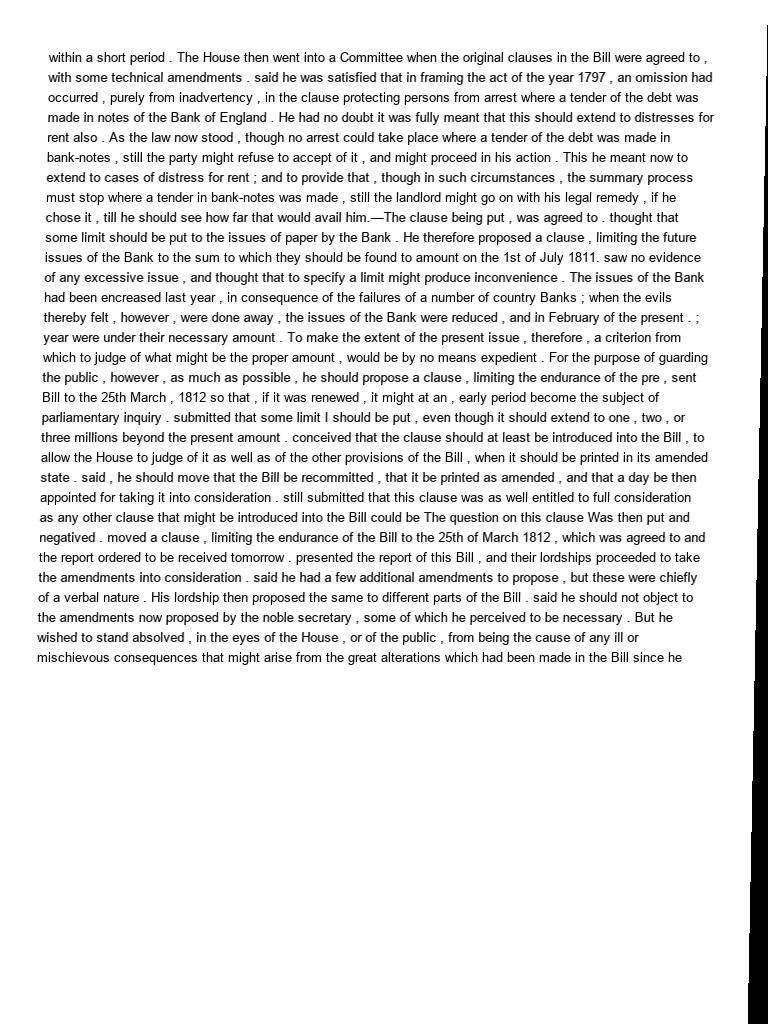 within a short period . The House then went into a Committee when the original clauses in the Bill were agreed to ,
with some technical amendments . said he was satisfied that in framing the act of the year 1797 , an omission had
occurred , purely from inadvertency , in the clause protecting persons from arrest where a tender of the debt was
made in notes of the Bank of England . He had no doubt it was fully meant that this should extend to distresses for
rent also . As the law now stood , though no arrest could take place where a tender of the debt was made in
bank-notes , still the party might refuse to accept of it , and might proceed in his action . This he meant now to
extend to cases of distress for rent ; and to provide that , though in such circumstances , the summary process
must stop where a tender in bank-notes was made , still the landlord might go on with his legal remedy , if he
chose it , till he should see how far that would avail him.—The clause being put , was agreed to . thought that
some limit should be put to the issues of paper by the Bank . He therefore proposed a clause , limiting the future
issues of the Bank to the sum to which they should be found to amount on the 1st of July 1811. saw no evidence
of any excessive issue , and thought that to specify a limit might produce inconvenience . The issues of the Bank
had been encreased last year , in consequence of the failures of a number of country Banks ; when the evils
thereby felt , however , were done away , the issues of the Bank were reduced , and in February of the present . ;
year were under their necessary amount . To make the extent of the present issue , therefore , a criterion from
which to judge of what might be the proper amount , would be by no means expedient . For the purpose of guarding
the public , however , as much as possible , he should propose a clause , limiting the endurance of the pre , sent
Bill to the 25th March , 1812 so that , if it was renewed , it might at an , early period become the subject of
parliamentary inquiry . submitted that some limit I should be put , even though it should extend to one , two , or
three millions beyond the present amount . conceived that the clause should at least be introduced into the Bill , to
allow the House to judge of it as well as of the other provisions of the Bill , when it should be printed in its amended
state . said , he should move that the Bill be recommitted , that it be printed as amended , and that a day be then
appointed for taking it into consideration . still submitted that this clause was as well entitled to full consideration
as any other clause that might be introduced into the Bill could be The question on this clause Was then put and
negatived . moved a clause , limiting the endurance of the Bill to the 25th of March 1812 , which was agreed to and
the report ordered to be received tomorrow . presented the report of this Bill , and their lordships proceeded to take
the amendments into consideration . said he had a few additional amendments to propose , but these were chiefly
of a verbal nature . His lordship then proposed the same to different parts of the Bill . said he should not object to
the amendments now proposed by the noble secretary , some of which he perceived to be necessary . But he
wished to stand absolved , in the eyes of the House , or of the public , from being the cause of any ill or
mischievous consequences that might arise from the great alterations which had been made in the Bill since he